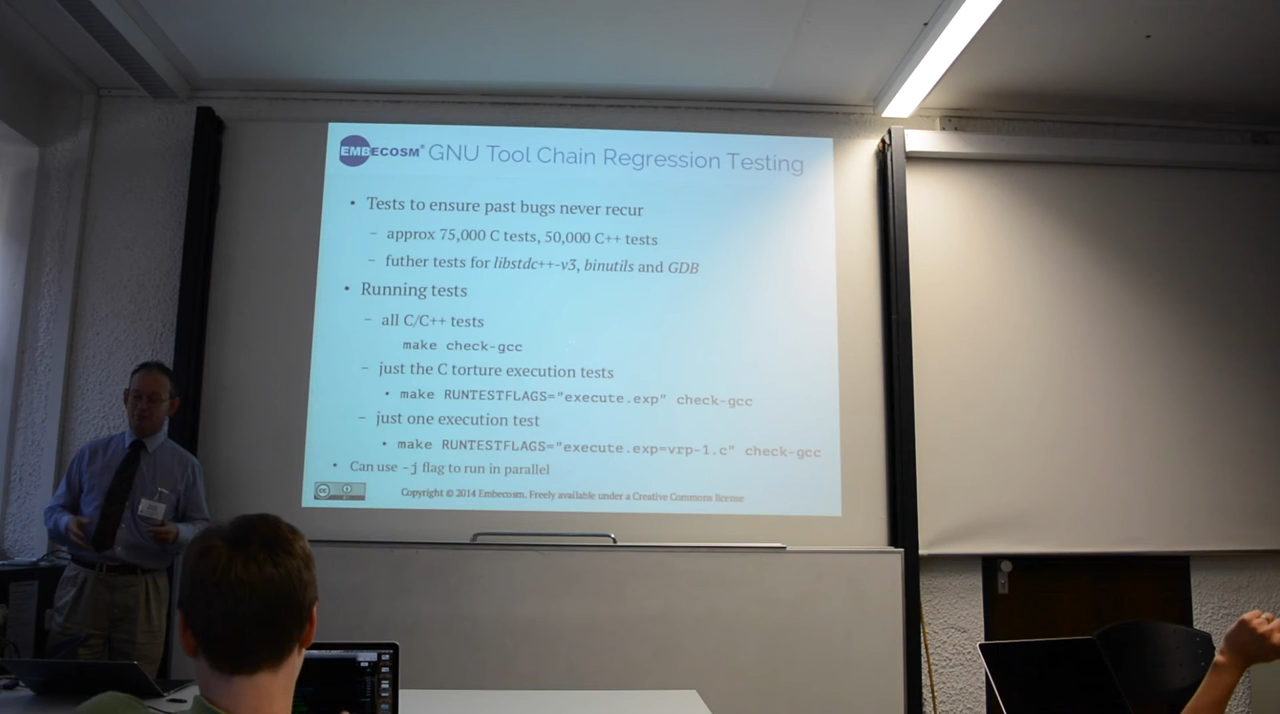 EMBECOSM® GNU Tool Chain Regression Testing
• Tests to ensure past bugs never recur
– approx 75,000 C tests, 50,000 C++ tests
– futher tests for libstdc++-v3, binutils and GDB
• Running tests
– all C/C++ tests
make check-gcc
– just the C torture execution tests
• make RUNTESTFLAGS="execute.exp" check-gcc
– just one execution test
• make RUNTESTFLAGS="execute.exp=vrp-1.c" check-gcc
• Can use -j flag to run in parallel
cc
Copyright © 2014 Embecosm. Freely available under a Creative Commons license